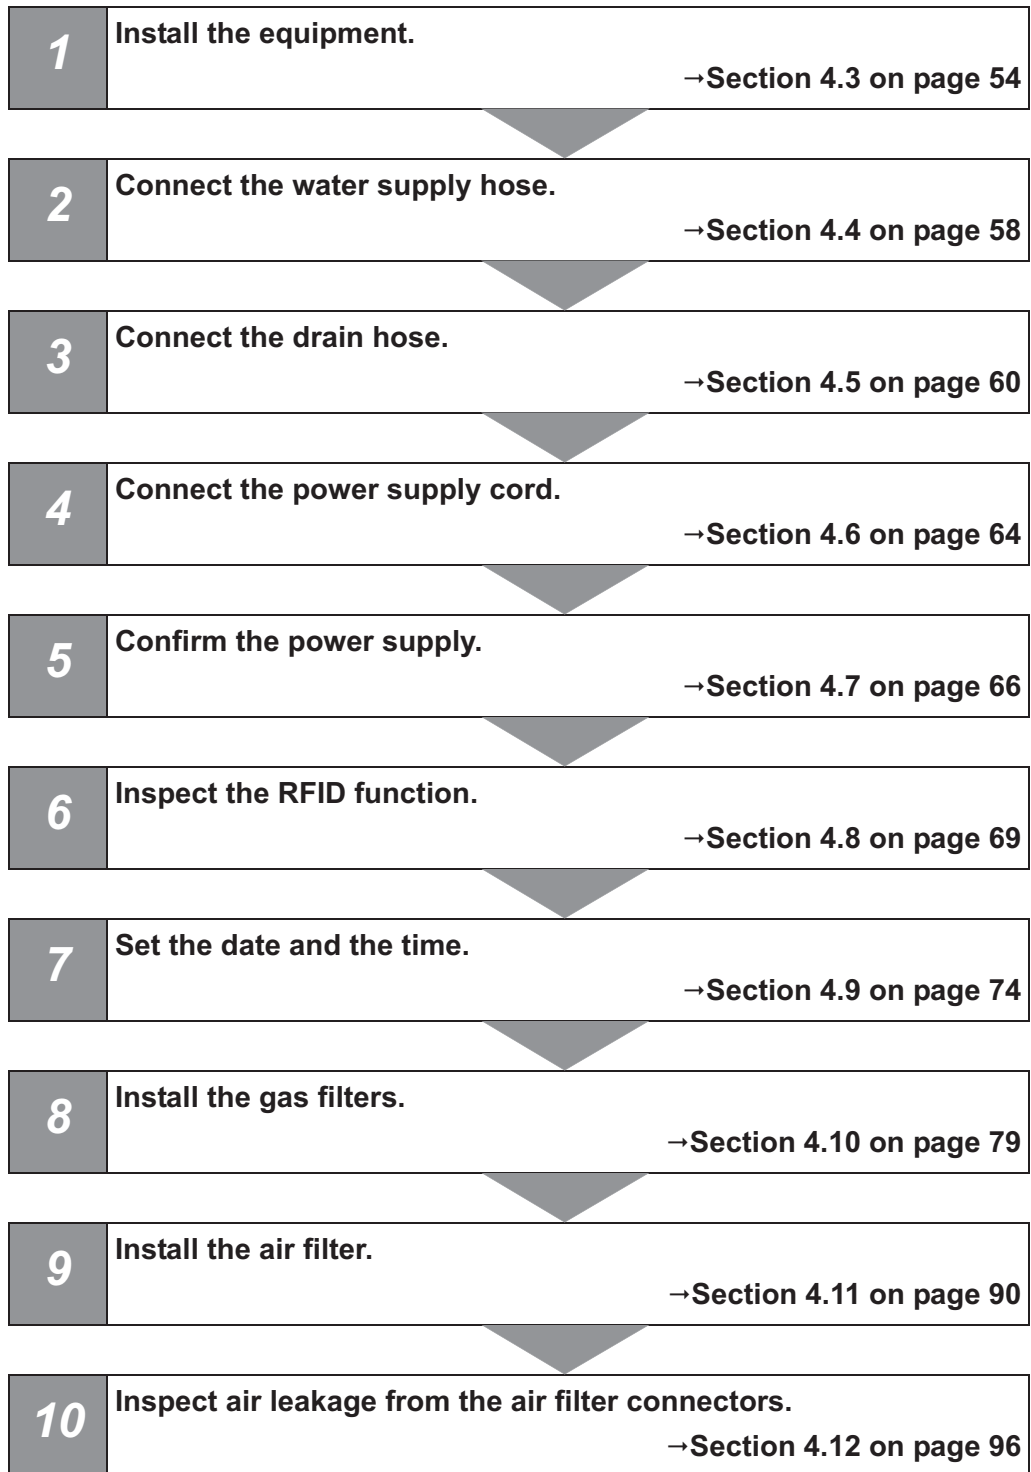 1
Install the equipment.
→Section 4.3 on page 54
2
Connect the water supply hose.
→Section 4.4 on page 58
3
Connect the drain hose.
→Section 4.5 on page 60
4
Connect the power supply cord.
→Section 4.6 on page 64
5
Confirm the power supply.
→Section 4.7 on page 66
6
Inspect the RFID function.
→Section 4.8 on page 69
7
Set the date and the time.
→Section 4.9 on page 74
8
Install the gas filters.
→Section 4.10 on page 79
9
Install the air filter.
→Section 4.11 on page 90
10
Inspect air leakage from the air filter connectors.
→Section 4.12 on page 96